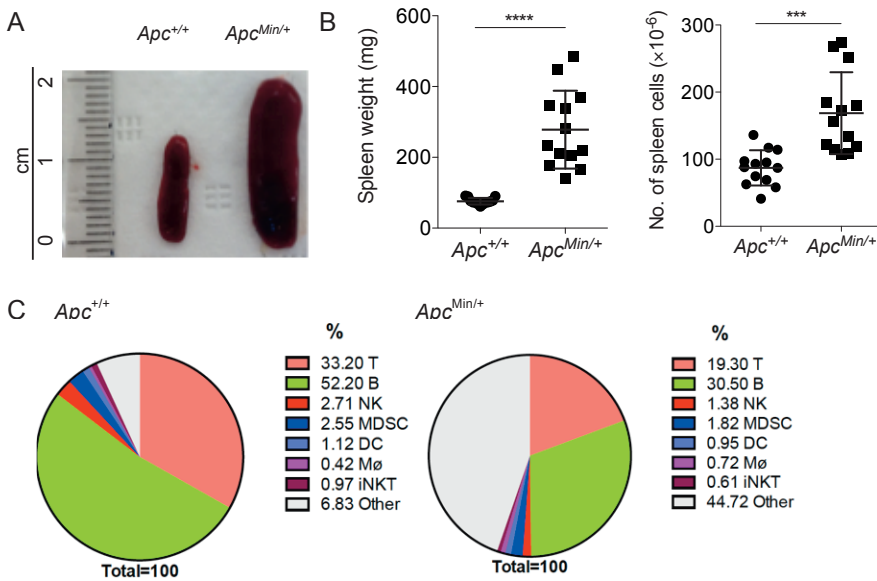 A
Apc+/+ ApcMin/+
cm
2
1
0
B
Spleen weight (mg)
600
400
200
0
****
Apc+/+ ApcMin/+
No. of spleen cells (×10-6)
300
200
100
0
***
Apc+/+ ApcMin/+
C
Apc+/+
%
33.20 T
52.20 B
2.71 NK
2.55 MDSC
1.12 DC
0.42 Mø
0.97 iNKT
6.83 Other
Total=100
ApcMin/+
%
19.30 T
30.50 B
1.38 NK
1.82 MDSC
0.95 DC
0.72 Mø
0.61 iNKT
44.72 Other
Total=100